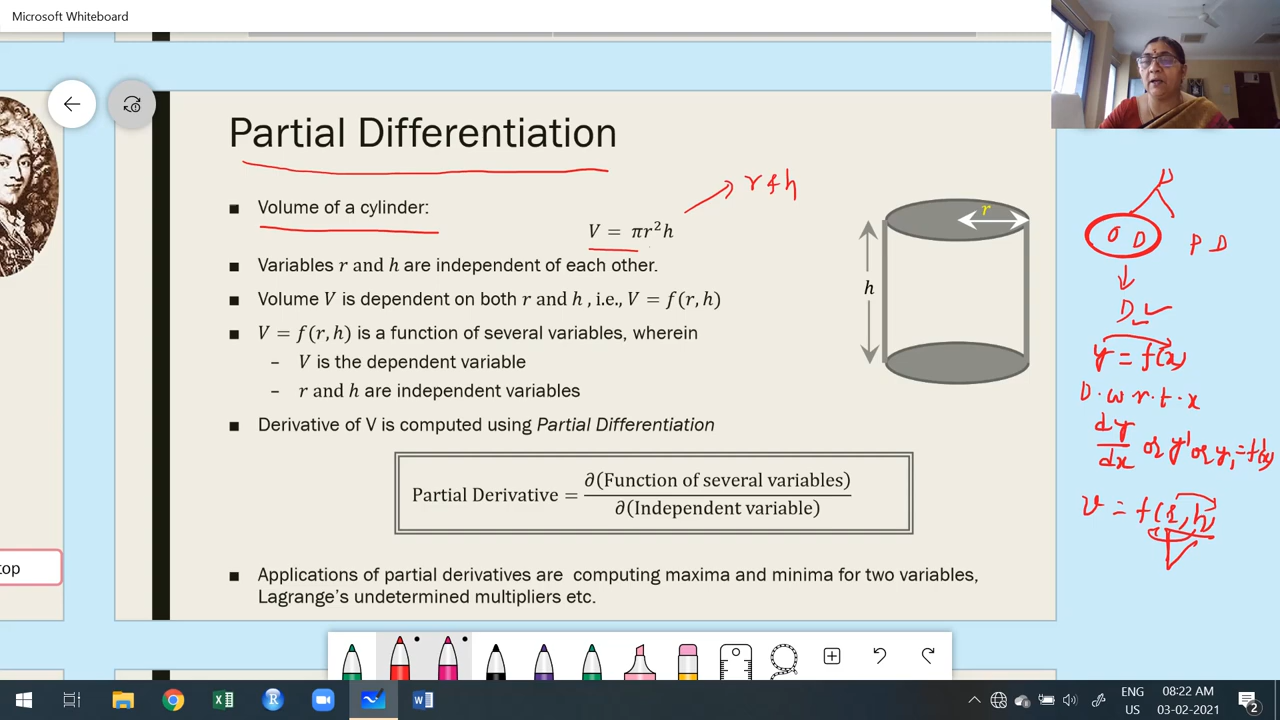 Microsoft Whiteboard
Partial Differentiation
■ Volume of a cylinder:
V = πr²h
r & h
■ Variables r and h are independent of each other.
■ Volume V is dependent on both r and h , i.e., V = f(r, h)
■ V = f(r, h) is a function of several variables, wherein
– V is the dependent variable
– r and h are independent variables
■ Derivative of V is computed using Partial Differentiation
Partial Derivative = ∂(Function of several variables) / ∂(Independent variable)
■ Applications of partial derivatives are computing maxima and minima for two variables,
Lagrange's undetermined multipliers etc.
r
h
D
O D
P D
D
y = f(x)
D. w r. t. x
dy/dx or y' or y₁ = f'(x)
v = f(r, h)
top
ENG
US
08:22 AM
03-02-2021
2